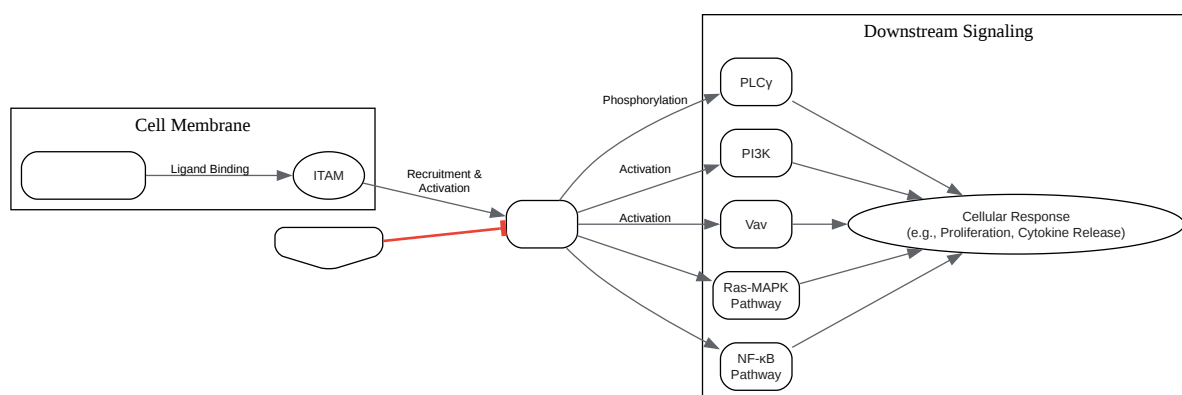 Downstream Signaling
Cell Membrane
Ligand Binding
ITAM
Recruitment &
Activation
Phosphorylation
Activation
Activation
PLCγ
PI3K
Vav
Ras-MAPK
Pathway
NF-κB
Pathway
Cellular Response
(e.g., Proliferation, Cytokine Release)